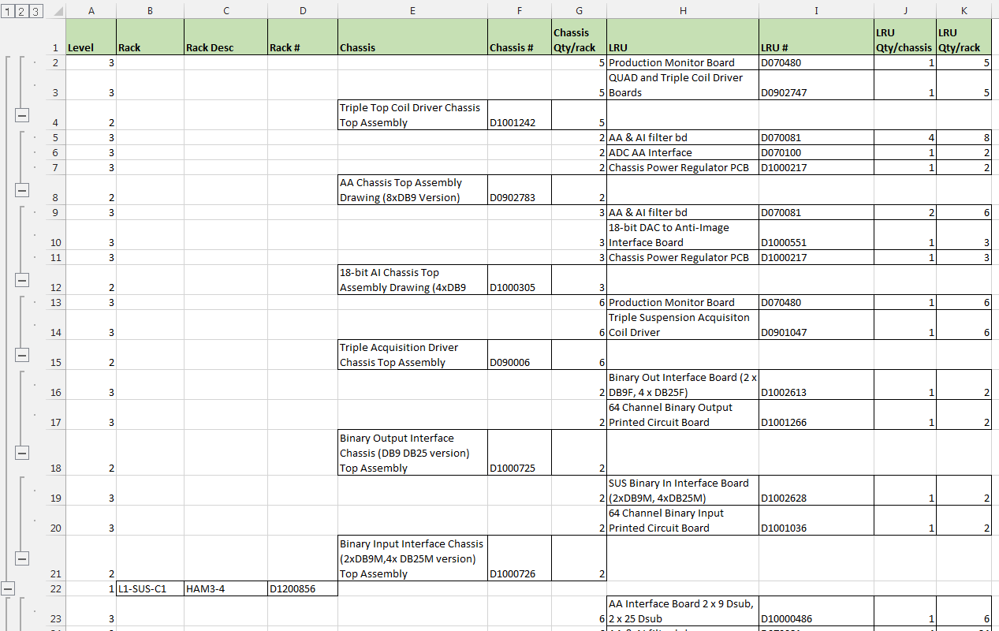 1 2 3 A B C D E F G H I J K
Chassis LRU LRU
1 Level Rack Rack Desc Rack # Chassis Chassis # Qty/rack LRU LRU # Qty/chassis Qty/rack
2 3 5 Production Monitor Board D070480 1 5
QUAD and Triple Coil Driver
3 3 5 Boards D0902747 1 5
Triple Top Coil Driver Chassis
4 2 Top Assembly D1001242 5
5 3 2 AA & AI filter bd D070081 4 8
6 3 2 ADC AA Interface D070100 1 2
7 3 2 Chassis Power Regulator PCB D1000217 1 2
AA Chassis Top Assembly
8 2 Drawing (8xDB9 Version) D0902783 2
9 3 3 AA & AI filter bd D070081 2 6
18-bit DAC to Anti-Image
10 3 3 Interface Board D1000551 1 3
11 3 3 Chassis Power Regulator PCB D1000217 1 3
18-bit AI Chassis Top
12 2 Assembly Drawing (4xDB9 D1000305 3
13 3 6 Production Monitor Board D070480 1 6
Triple Suspension Acquisiton
14 3 6 Coil Driver D0901047 1 6
Triple Acquisition Driver
15 2 Chassis Top Assembly D090006 6
Binary Out Interface Board (2 x
16 3 2 DB9F, 4 x DB25F) D1002613 1 2
64 Channel Binary Output
17 3 2 Printed Circuit Board D1001266 1 2
Binary Output Interface
Chassis (DB9 DB25 version)
18 2 Top Assembly D1000725 2
SUS Binary In Interface Board
19 3 2 (2xDB9M, 4xDB25M) D1002628 1 2
64 Channel Binary Input
20 3 2 Printed Circuit Board D1001036 1 2
Binary Input Interface Chassis
(2xDB9M,4x DB25M version)
21 2 Top Assembly D1000726 2
22 1 L1-SUS-C1 HAM3-4 D1200856
AA Interface Board 2 x 9 Dsub,
23 3 6 2 x 25 Dsub D10000486 1 6